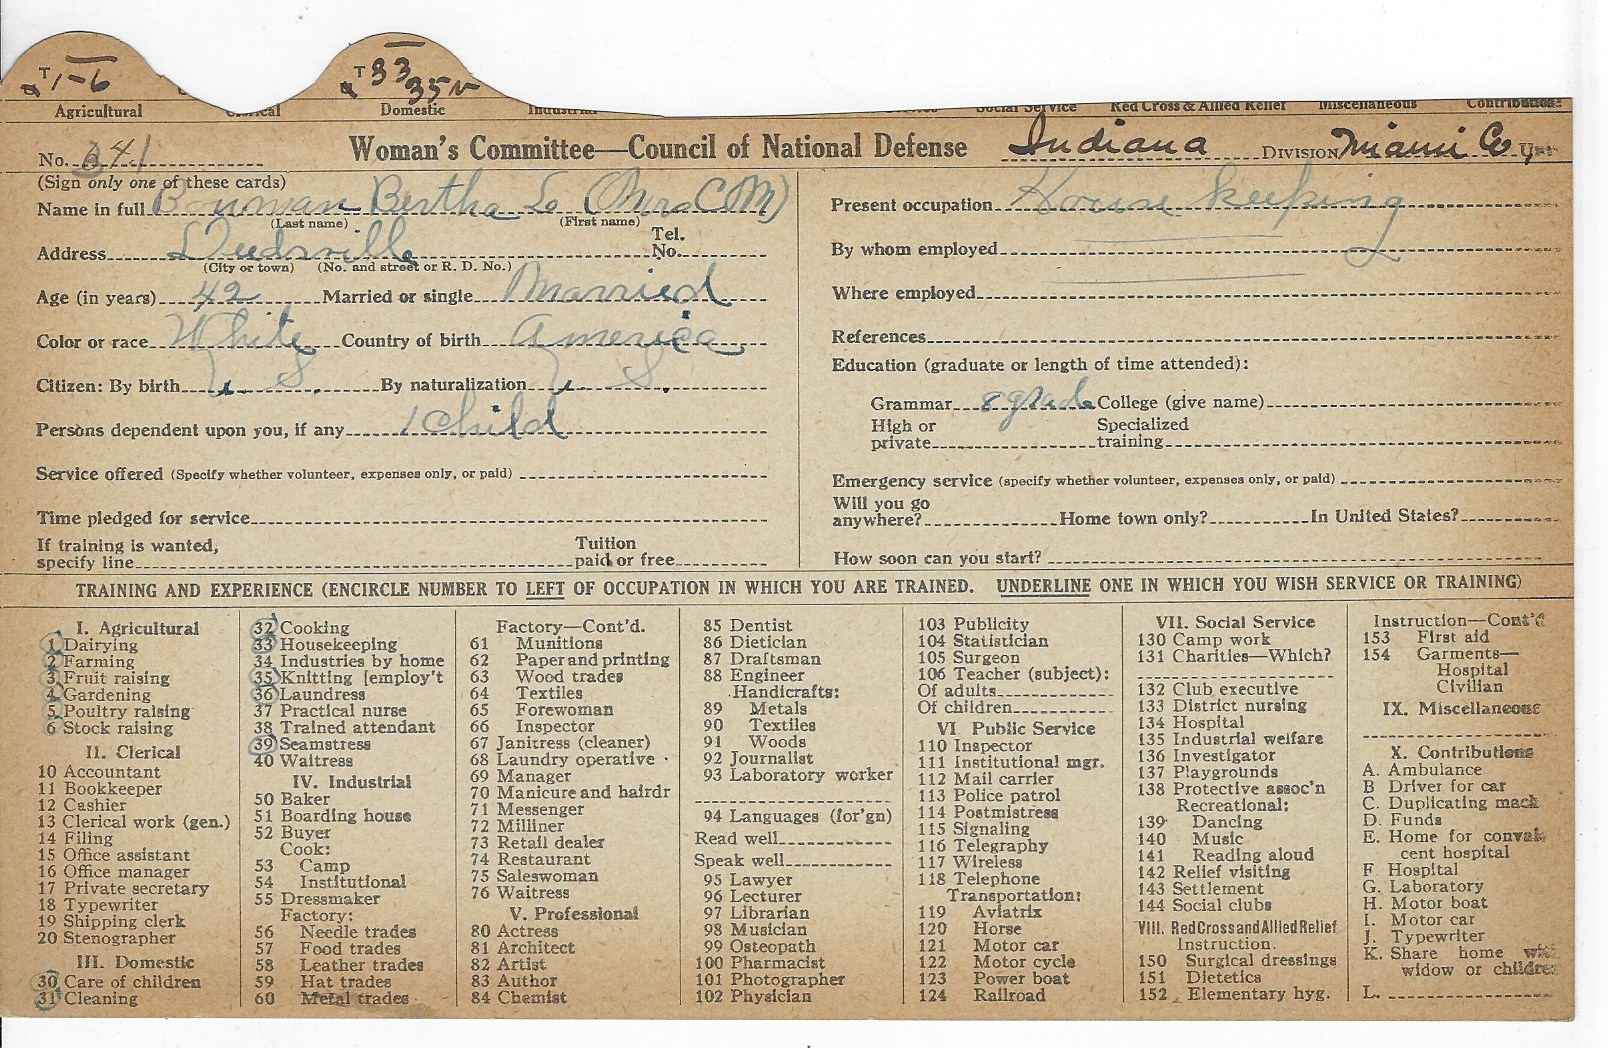 T 1-6
T 33 35
Agricultural Domestic Industrial Social Service Red Cross & Allied Relief Miscellaneous Contributions
No. 41 Woman's Committee—Council of National Defense Indiana DIVISION Miami Co
(Sign only one of these cards)
Name in full Bowman Bertha Lo (Mrs C M)
(Last name) (First name)
Address Deedsville Tel. No.
(City or town) (No. and street or R. D. No.)
Age (in years) 42 Married or single Married
Color or race White Country of birth America
Citizen: By birth U. S. By naturalization U. S.
Persons dependent upon you, if any 1 Child
Service offered (Specify whether volunteer, expenses only, or paid)
Time pledged for service
If training is wanted, specify line Tuition paid or free
Present occupation House keeping
By whom employed
Where employed
References
Education (graduate or length of time attended):
Grammar 8 grade College (give name)
High or private Specialized training
Emergency service (specify whether volunteer, expenses only, or paid)
Will you go anywhere? Home town only? In United States?
How soon can you start?
TRAINING AND EXPERIENCE (ENCIRCLE NUMBER TO LEFT OF OCCUPATION IN WHICH YOU ARE TRAINED. UNDERLINE ONE IN WHICH YOU WISH SERVICE OR TRAINING)
I. Agricultural
1 Dairying
2 Farming
3 Fruit raising
4 Gardening
5 Poultry raising
6 Stock raising
II. Clerical
10 Accountant
11 Bookkeeper
12 Cashier
13 Clerical work (gen.)
14 Filing
15 Office assistant
16 Office manager
17 Private secretary
18 Typewriter
19 Shipping clerk
20 Stenographer
III. Domestic
30 Care of children
31 Cleaning
32 Cooking
33 Housekeeping
34 Industries by home
35 Knitting [employ't
36 Laundress
37 Practical nurse
38 Trained attendant
39 Seamstress
40 Waitress
IV. Industrial
50 Baker
51 Boarding house
52 Buyer
Cook:
53 Camp
54 Institutional
55 Dressmaker
Factory:
56 Needle trades
57 Food trades
58 Leather trades
59 Hat trades
60 Metal trades
Factory—Cont'd.
61 Munitions
62 Paper and printing
63 Wood trades
64 Textiles
65 Forewoman
66 Inspector
67 Janitress (cleaner)
68 Laundry operative
69 Manager
70 Manicure and hairdr
71 Messenger
72 Milliner
73 Retail dealer
74 Restaurant
75 Saleswoman
76 Waitress
V. Professional
80 Actress
81 Architect
82 Artist
83 Author
84 Chemist
85 Dentist
86 Dietician
87 Draftsman
88 Engineer
Handicrafts:
89 Metals
90 Textiles
91 Woods
92 Journalist
93 Laboratory worker
94 Languages (for'gn)
Read well
Speak well
95 Lawyer
96 Lecturer
97 Librarian
98 Musician
99 Osteopath
100 Pharmacist
101 Photographer
102 Physician
103 Publicity
104 Statistician
105 Surgeon
106 Teacher (subject):
Of adults
Of children
VI Public Service
110 Inspector
111 Institutional mgr.
112 Mail carrier
113 Police patrol
114 Postmistress
115 Signaling
116 Telegraphy
117 Wireless
118 Telephone
Transportation:
119 Aviatrix
120 Horse
121 Motor car
122 Motor cycle
123 Power boat
124 Railroad
VII. Social Service
130 Camp work
131 Charities—Which?
132 Club executive
133 District nursing
134 Hospital
135 Industrial welfare
136 Investigator
137 Playgrounds
138 Protective assoc'n
Recreational:
139 Dancing
140 Music
141 Reading aloud
142 Relief visiting
143 Settlement
144 Social clubs
VIII. Red Cross and Allied Relief
Instruction.
150 Surgical dressings
151 Dietetics
152 Elementary hyg.
Instruction—Cont'd
153 First aid
154 Garments—
Hospital
Civilian
IX. Miscellaneous
X. Contributions
A. Ambulance
B Driver for car
C. Duplicating mach
D. Funds
E. Home for convales
cent hospital
F Hospital
G. Laboratory
H. Motor boat
I. Motor car
J. Typewriter
K. Share home with
widow or children
L.